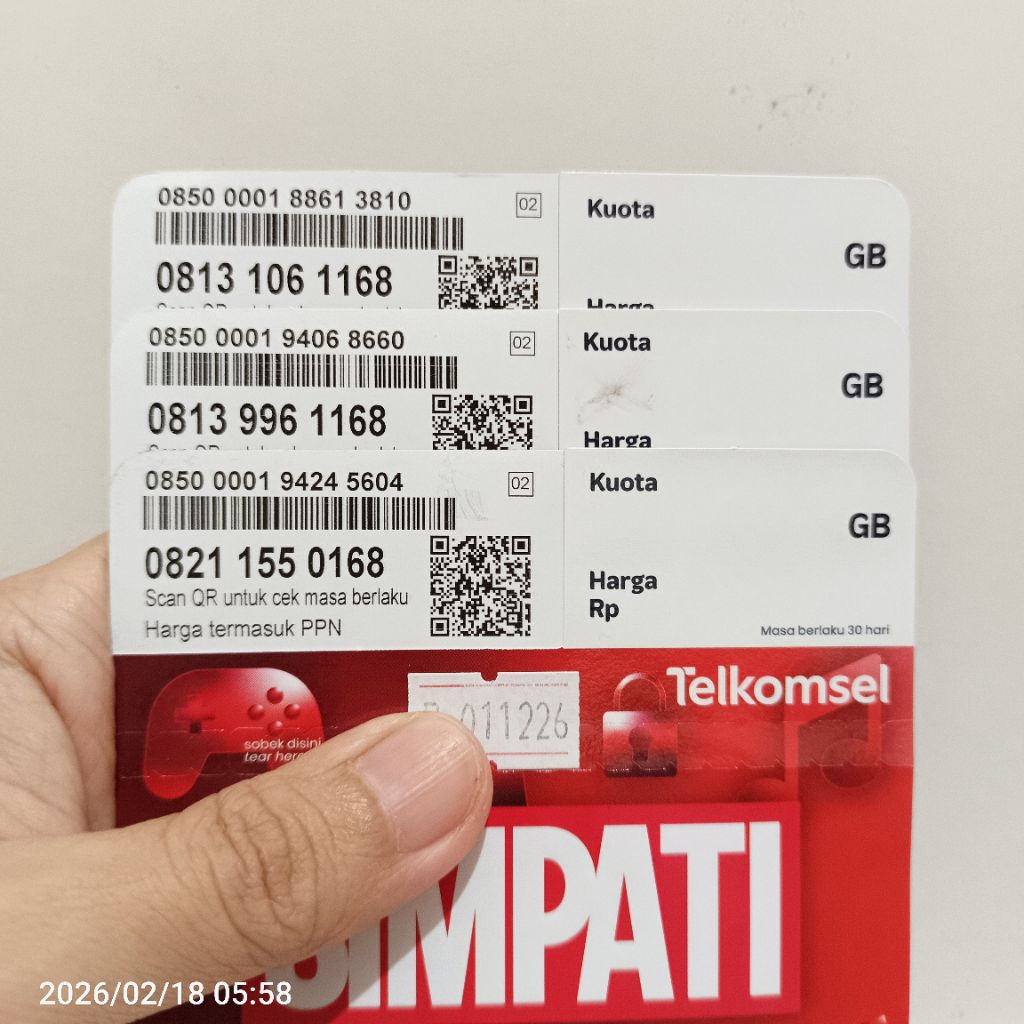 0850 0001 8861 3810
02
Kuota
GB
0813 106 1168
Harga
0850 0001 9406 8660
02
Kuota
GB
0813 996 1168
Harga
0850 0001 9424 5604
02
Kuota
GB
0821 155 0168
Scan QR untuk cek masa berlaku
Harga termasuk PPN
Harga
Rp
Masa berlaku 30 hari
Telkomsel
011226
sobek disini
tear here
SIMPATI
2026/02/18 05:58